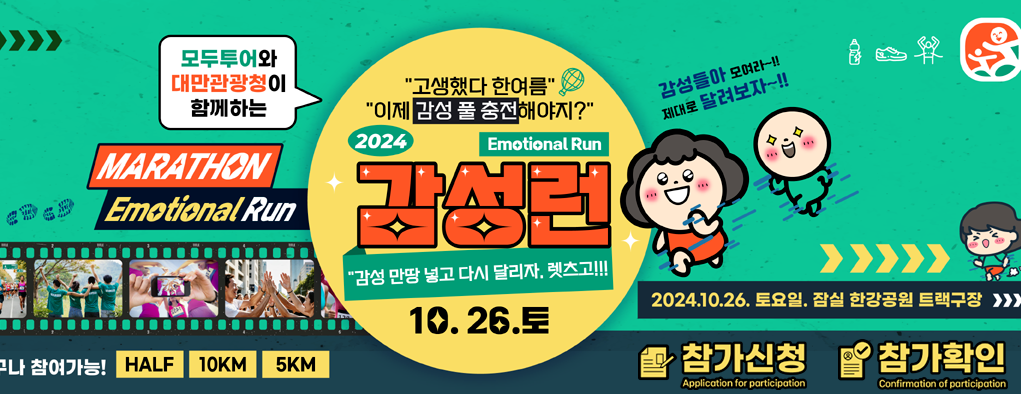 모두투어와
대만관광청이
함께하는
MARATHON
Emotional Run
"고생했다 한여름"
"이제 감성 풀 충전해야지?"
2024
Emotional Run
감성런
"감성 만땅 넣고 다시 달리자, 렛츠고!!!
10. 26.토
감성들아 모여라~!!
제대로 달려보자~!!
2024.10.26. 토요일. 잠실 한강공원 트랙구장
참여가능!
HALF
10KM
5KM
참가신청
Application for participation
참가확인
Confirmation of participation